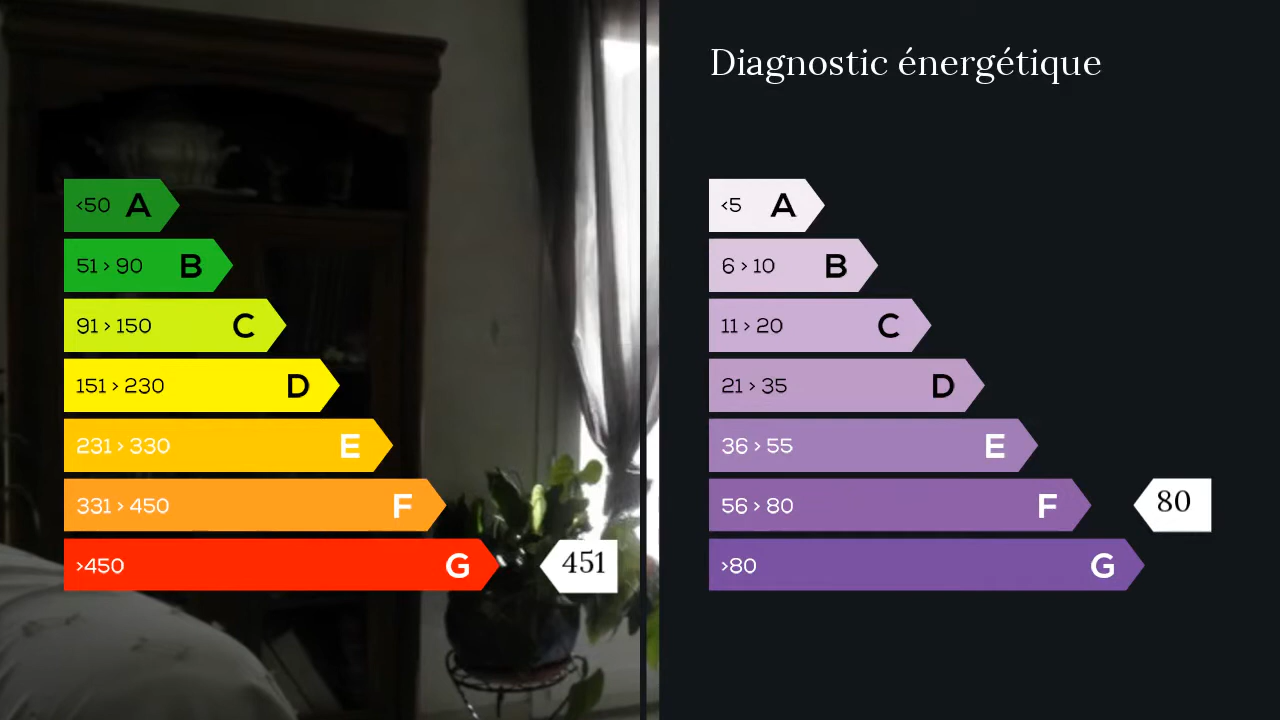 Diagnostic énergétique
<50 A
51 > 90 B
91 > 150 C
151 > 230 D
231 > 330 E
331 > 450 F
>450 G
451
<5 A
6 > 10 B
11 > 20 C
21 > 35 D
36 > 55 E
56 > 80 F
80
>80 G